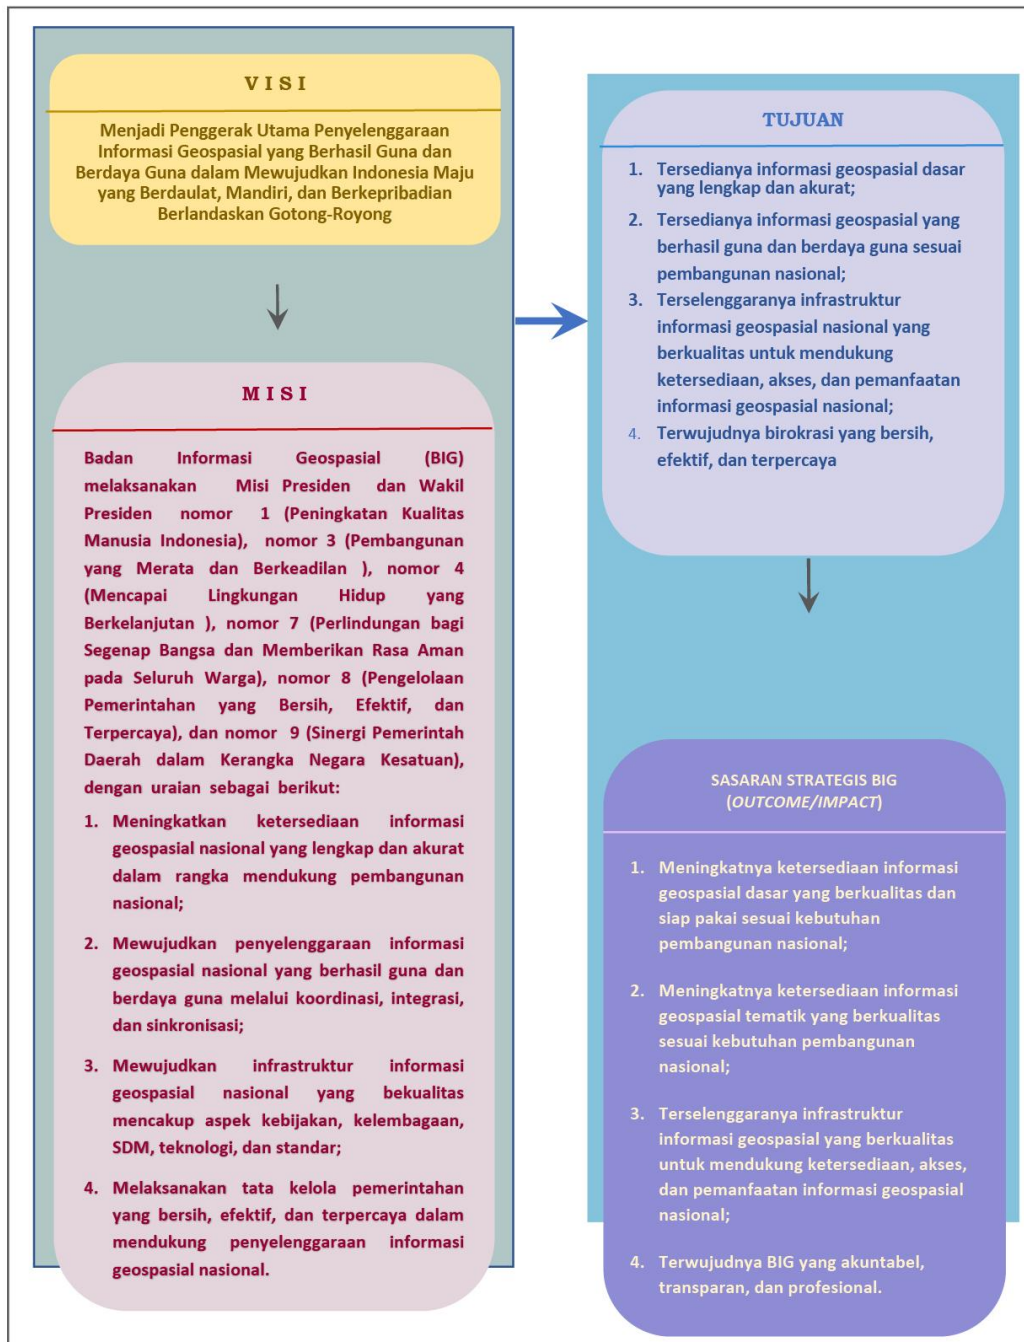 V I S I
Menjadi Penggerak Utama Penyelenggaraan
Informasi Geospasial yang Berhasil Guna dan
Berdaya Guna dalam Mewujudkan Indonesia Maju
yang Berdaulat, Mandiri, dan Berkepribadian
Berlandaskan Gotong-Royong
M I S I
Badan Informasi Geospasial (BIG)
melaksanakan Misi Presiden dan Wakil
Presiden nomor 1 (Peningkatan Kualitas
Manusia Indonesia), nomor 3 (Pembangunan
yang Merata dan Berkeadilan ), nomor 4
(Mencapai Lingkungan Hidup yang
Berkelanjutan ), nomor 7 (Perlindungan bagi
Segenap Bangsa dan Memberikan Rasa Aman
pada Seluruh Warga), nomor 8 (Pengelolaan
Pemerintahan yang Bersih, Efektif, dan
Terpercaya), dan nomor 9 (Sinergi Pemerintah
Daerah dalam Kerangka Negara Kesatuan),
dengan uraian sebagai berikut:
1. Meningkatkan ketersediaan informasi
geospasial nasional yang lengkap dan akurat
dalam rangka mendukung pembangunan
nasional;
2. Mewujudkan penyelenggaraan informasi
geospasial nasional yang berhasil guna dan
berdaya guna melalui koordinasi, integrasi,
dan sinkronisasi;
3. Mewujudkan infrastruktur informasi
geospasial nasional yang bekualitas
mencakup aspek kebijakan, kelembagaan,
SDM, teknologi, dan standar;
4. Melaksanakan tata kelola pemerintahan
yang bersih, efektif, dan terpercaya dalam
mendukung penyelenggaraan informasi
geospasial nasional.
TUJUAN
1. Tersedianya informasi geospasial dasar
yang lengkap dan akurat;
2. Tersedianya informasi geospasial yang
berhasil guna dan berdaya guna sesuai
pembangunan nasional;
3. Terselenggaranya infrastruktur
informasi geospasial nasional yang
berkualitas untuk mendukung
ketersediaan, akses, dan pemanfaatan
informasi geospasial nasional;
4. Terwujudnya birokrasi yang bersih,
efektif, dan terpercaya
SASARAN STRATEGIS BIG
(OUTCOME/IMPACT)
1. Meningkatnya ketersediaan informasi
geospasial dasar yang berkualitas dan
siap pakai sesuai kebutuhan
pembangunan nasional;
2. Meningkatnya ketersediaan informasi
geospasial tematik yang berkualitas
sesuai kebutuhan pembangunan
nasional;
3. Terselenggaranya infrastruktur
informasi geospasial yang berkualitas
untuk mendukung ketersediaan, akses,
dan pemanfaatan informasi geospasial
nasional;
4. Terwujudnya BIG yang akuntabel,
transparan, dan profesional.